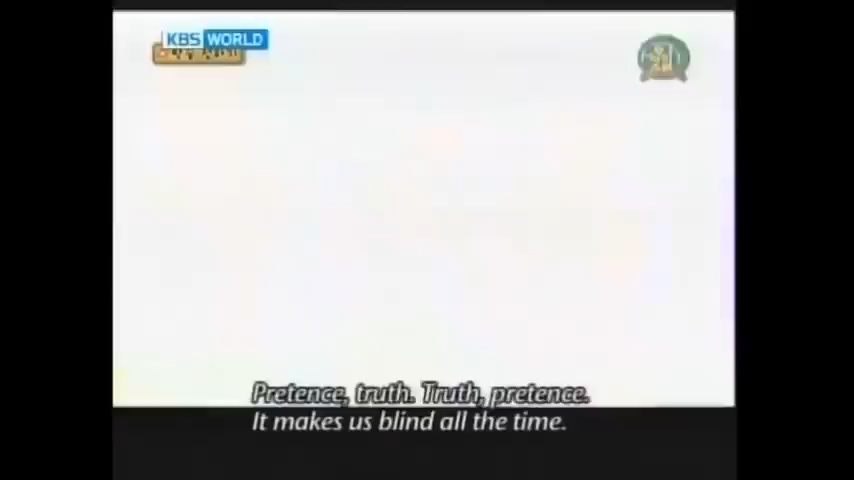 KBS WORLD
Pretence, truth. Truth, pretence.
It makes us blind all the time.